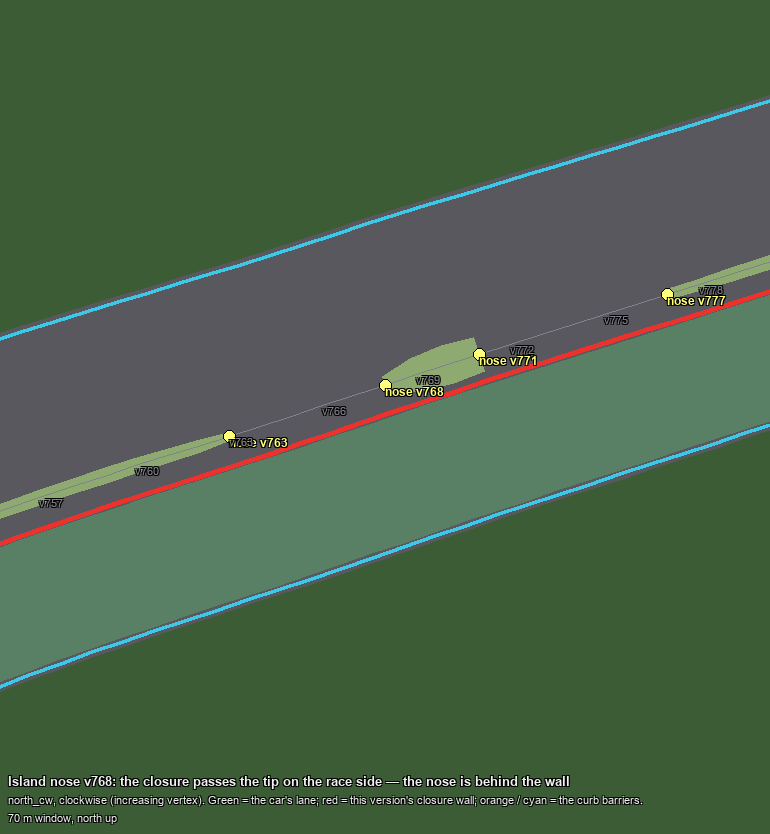 v778
nose v777
v775
v772
nose v771
v769
nose v768
v766
v763
nose v763
v760
v757
Island nose v768: the closure passes the tip on the race side — the nose is behind the wall
north_cw, clockwise (increasing vertex). Green = the car's lane; red = this version's closure wall; orange / cyan = the curb barriers.
70 m window, north up